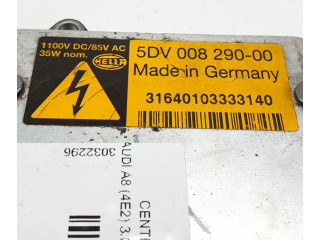 1100V DC/85V AC
35W nom.
HELLA
5DV 008 290-00
Made in Germany
31640103333140
CENT
AUDI A8 (4E2) 3.0
3032296